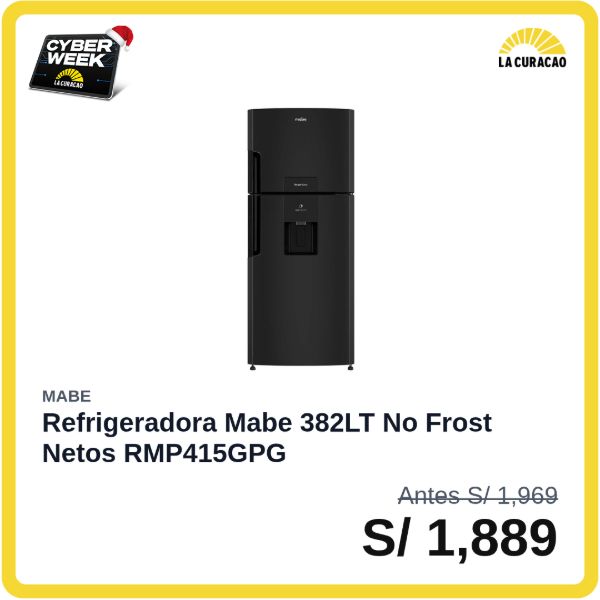 CYBER
WEEK
LA CURACAO
LA CURACAO
mabe
MABE
Refrigeradora Mabe 382LT No Frost
Netos RMP415GPG
Antes S/ 1,969
S/ 1,889